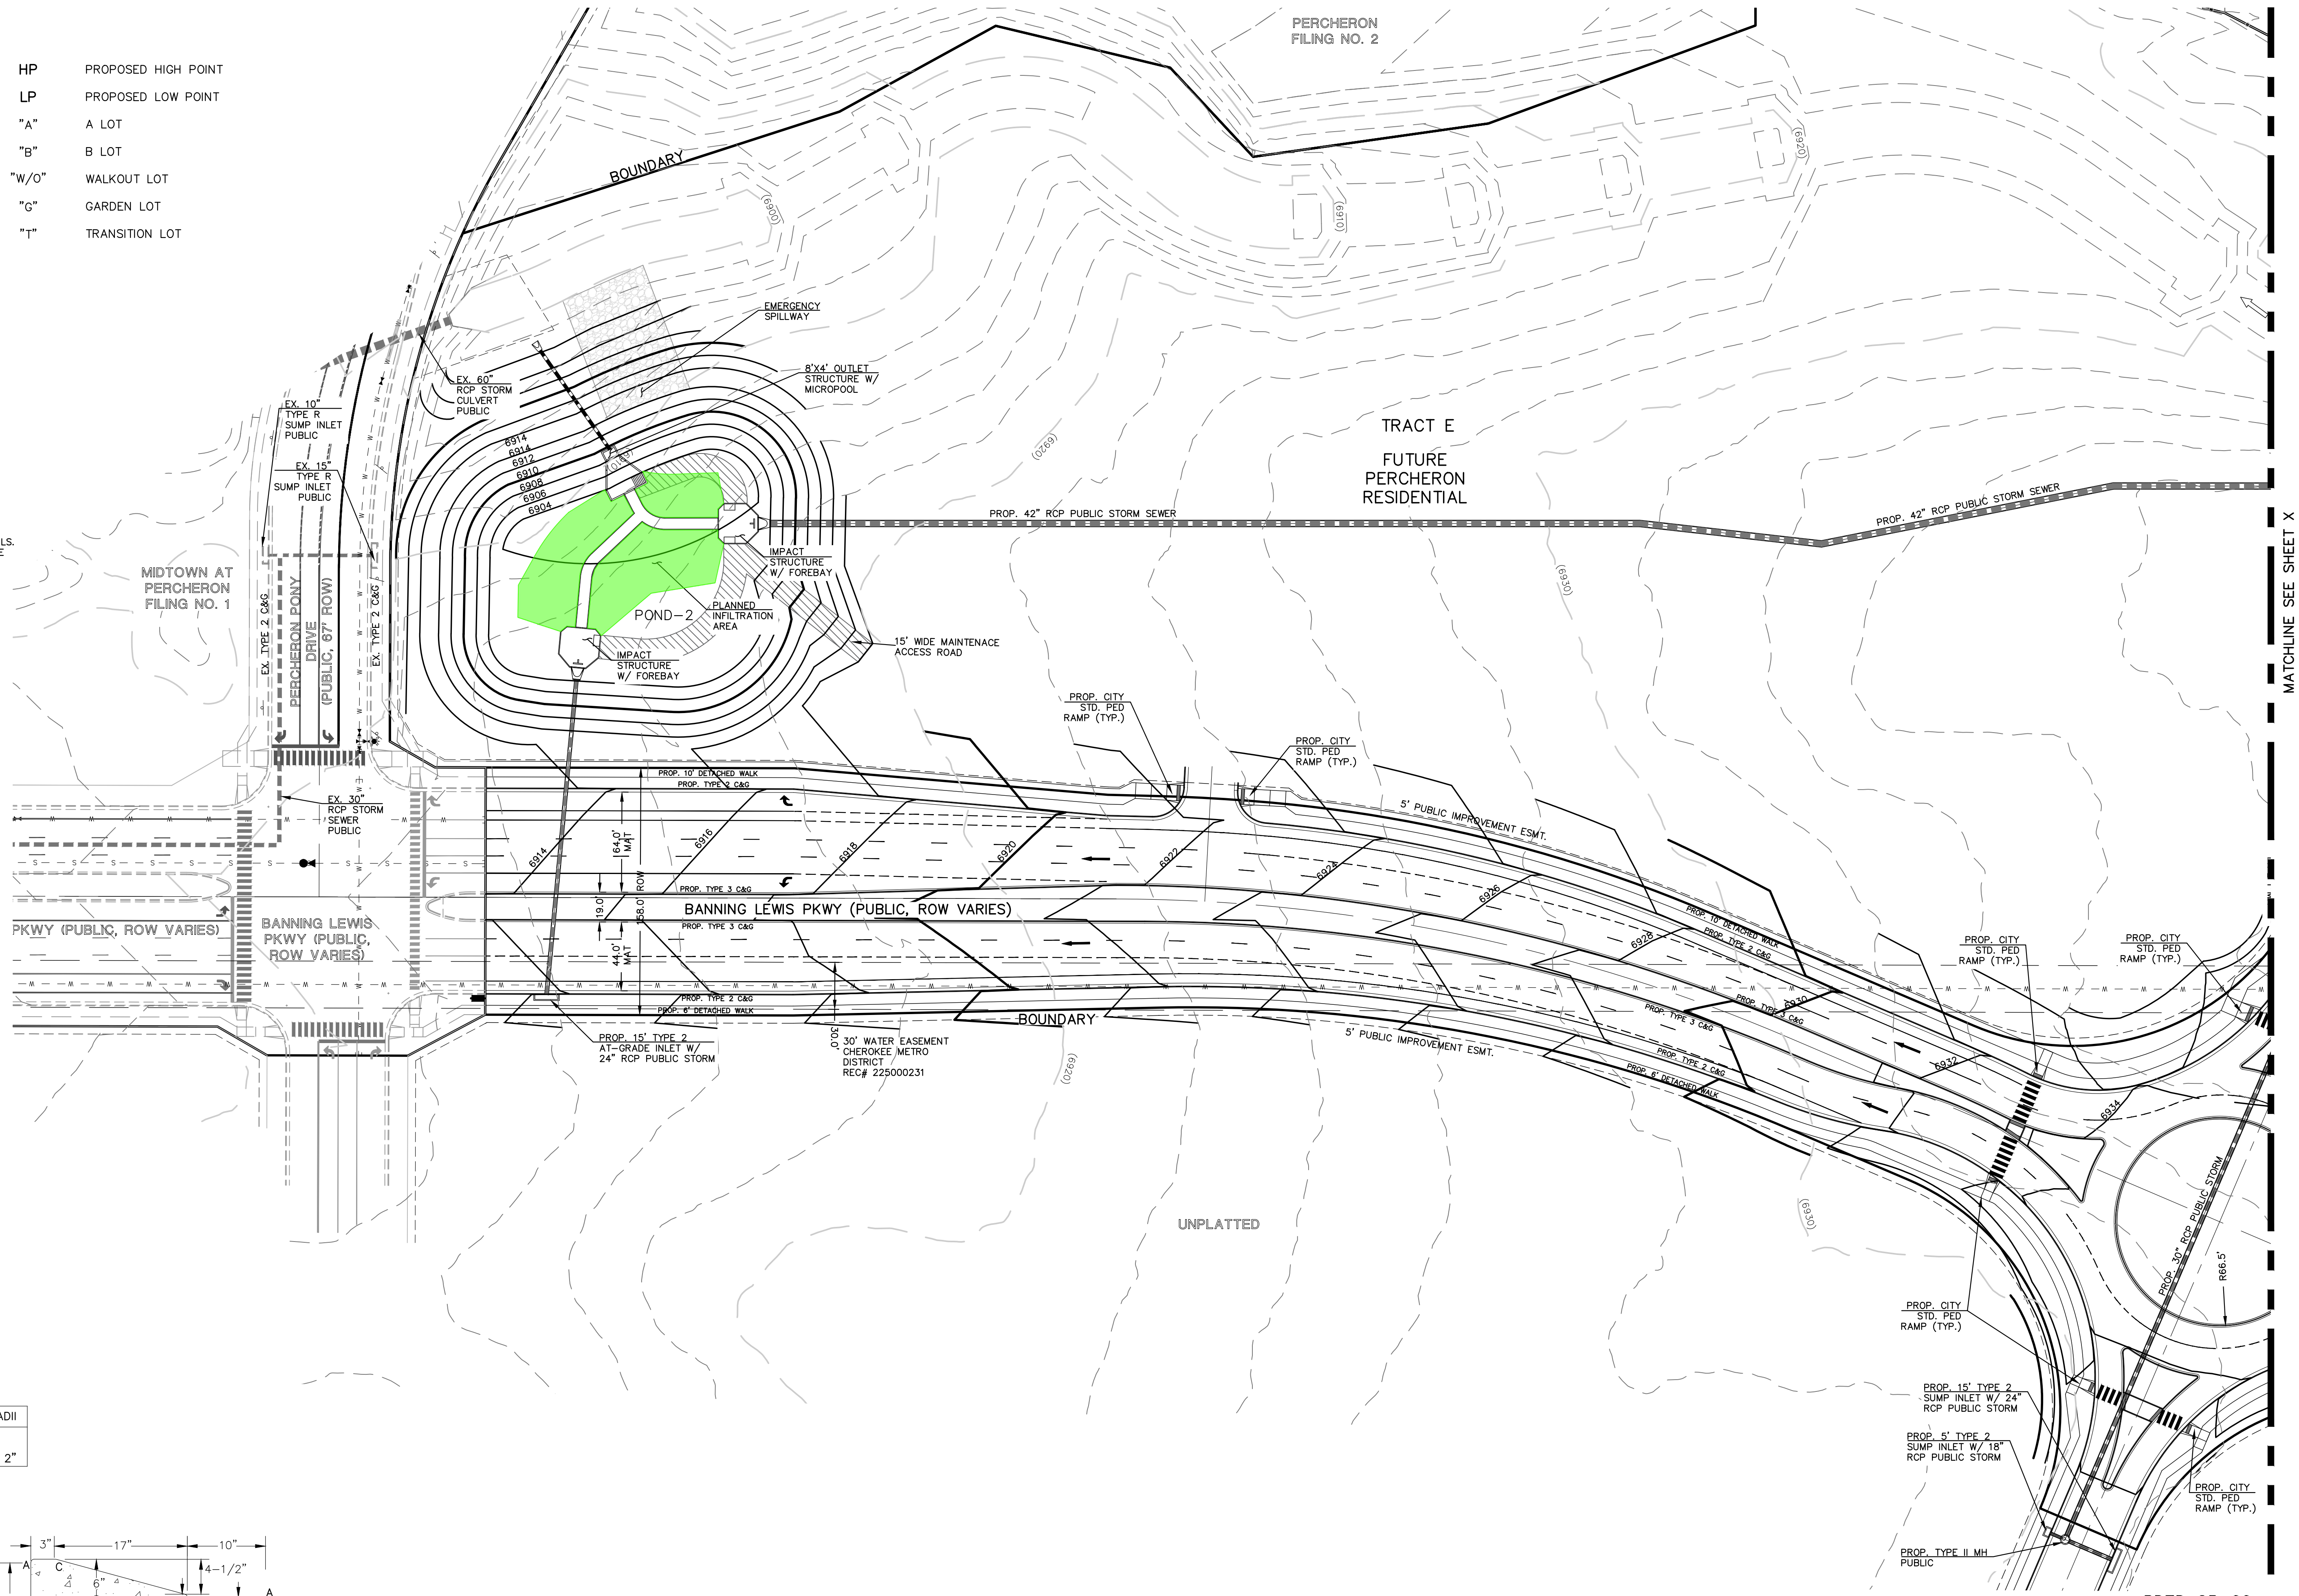 PERCHERON
FILING NO. 2
HP PROPOSED HIGH POINT
LP PROPOSED LOW POINT
"A" A LOT
"B" B LOT
"W/O" WALKOUT LOT
"G" GARDEN LOT
"T" TRANSITION LOT
BOUNDARY
(6900)
(6910)
(6920)
EMERGENCY
SPILLWAY
8'X4' OUTLET
STRUCTURE W/
MICROPOOL
EX. 60"
RCP STORM
CULVERT
PUBLIC
EX. 10"
TYPE R
SUMP INLET
PUBLIC
EX. 15"
TYPE R
SUMP INLET
PUBLIC
6914
6914
6912
6910
6908
6906
6904
(6910)
(6920)
TRACT E
FUTURE
PERCHERON
RESIDENTIAL
PROP. 42" RCP PUBLIC STORM SEWER
PROP. 42" RCP PUBLIC STORM SEWER
MATCHLINE SEE SHEET X
LS.
MIDTOWN AT
PERCHERON
FILING NO. 1
EX. TYPE 2 C&G
PERCHERON PONY
DRIVE
(PUBLIC, 67' ROW)
EX. TYPE 2 C&G
IMPACT
STRUCTURE
W/ FOREBAY
(6930)
PLANNED
INFILTRATION
AREA
POND-2
15' WIDE MAINTENACE
ACCESS ROAD
IMPACT
STRUCTURE
W/ FOREBAY
PROP. CITY
STD. PED
RAMP (TYP.)
PROP. CITY
STD. PED
RAMP (TYP.)
PROP. 10' DETACHED WALK
PROP. TYPE 2 C&G
EX. 30"
RCP STORM
SEWER
PUBLIC
5' PUBLIC IMPROVEMENT ESMT.
6914
64.0'
MAT
158.0' ROW
6916
6918
6920
6922
6924
6926
6928
6930
6932
6934
19.0'
PROP. TYPE 3 C&G
BANNING LEWIS PKWY (PUBLIC, ROW VARIES)
PROP. TYPE 3 C&G
PKWY (PUBLIC, ROW VARIES)
BANNING LEWIS
PKWY (PUBLIC,
ROW VARIES)
44.0'
MAT
PROP. TYPE 2 C&G
PROP. 6' DETACHED WALK
PROP. 10' DETACHED WALK
PROP. TYPE 2 C&G
PROP. TYPE 3 C&G
PROP. TYPE 3 C&G
PROP. TYPE 2 C&G
PROP. 6' DETACHED WALK
PROP. CITY
STD. PED
RAMP (TYP.)
PROP. CITY
STD. PED
RAMP (TYP.)
BOUNDARY
5' PUBLIC IMPROVEMENT ESMT.
PROP. 15' TYPE 2
AT-GRADE INLET W/
24" RCP PUBLIC STORM
30.0'
30' WATER EASEMENT
CHEROKEE METRO
DISTRICT
REC# 225000231
(6920)
(6930)
UNPLATTED
PROP. 30" RCP PUBLIC STORM
R66.5'
PROP. CITY
STD. PED
RAMP (TYP.)
PROP. 15' TYPE 2
SUMP INLET W/ 24"
RCP PUBLIC STORM
PROP. 5' TYPE 2
SUMP INLET W/ 18"
RCP PUBLIC STORM
PROP. CITY
STD. PED
RAMP (TYP.)
PROP. TYPE II MH
PUBLIC
ADII
2"
3" 17" 10"
A C 4-1/2"
6"
A